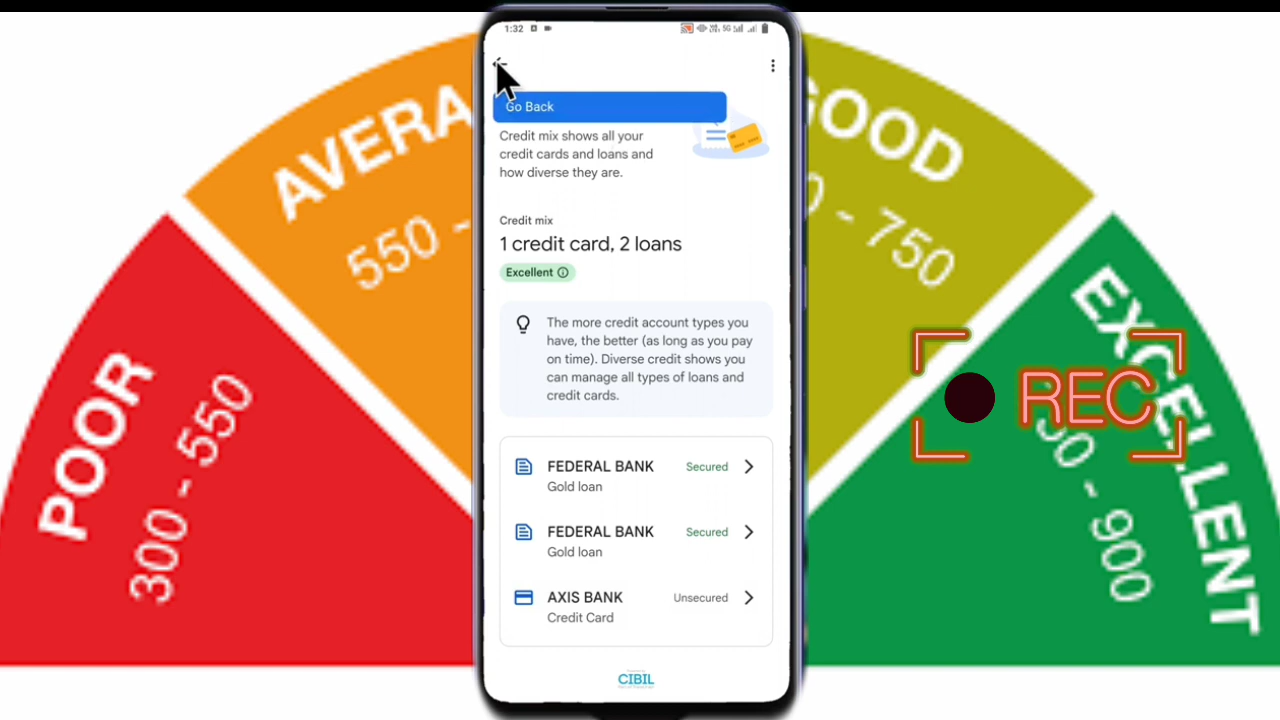 1:32
Go Back
Credit mix shows all your
credit cards and loans and
how diverse they are.
Credit mix
1 credit card, 2 loans
Excellent
The more credit account types you
have, the better (as long as you pay
on time). Diverse credit shows you
can manage all types of loans and
credit cards.
FEDERAL BANK Secured
Gold loan
FEDERAL BANK Secured
Gold loan
AXIS BANK Unsecured
Credit Card
CIBIL
POOR
300 - 550
AVERA
550 -
GOOD
0 - 750
EXCELLENT
50 - 900
REC